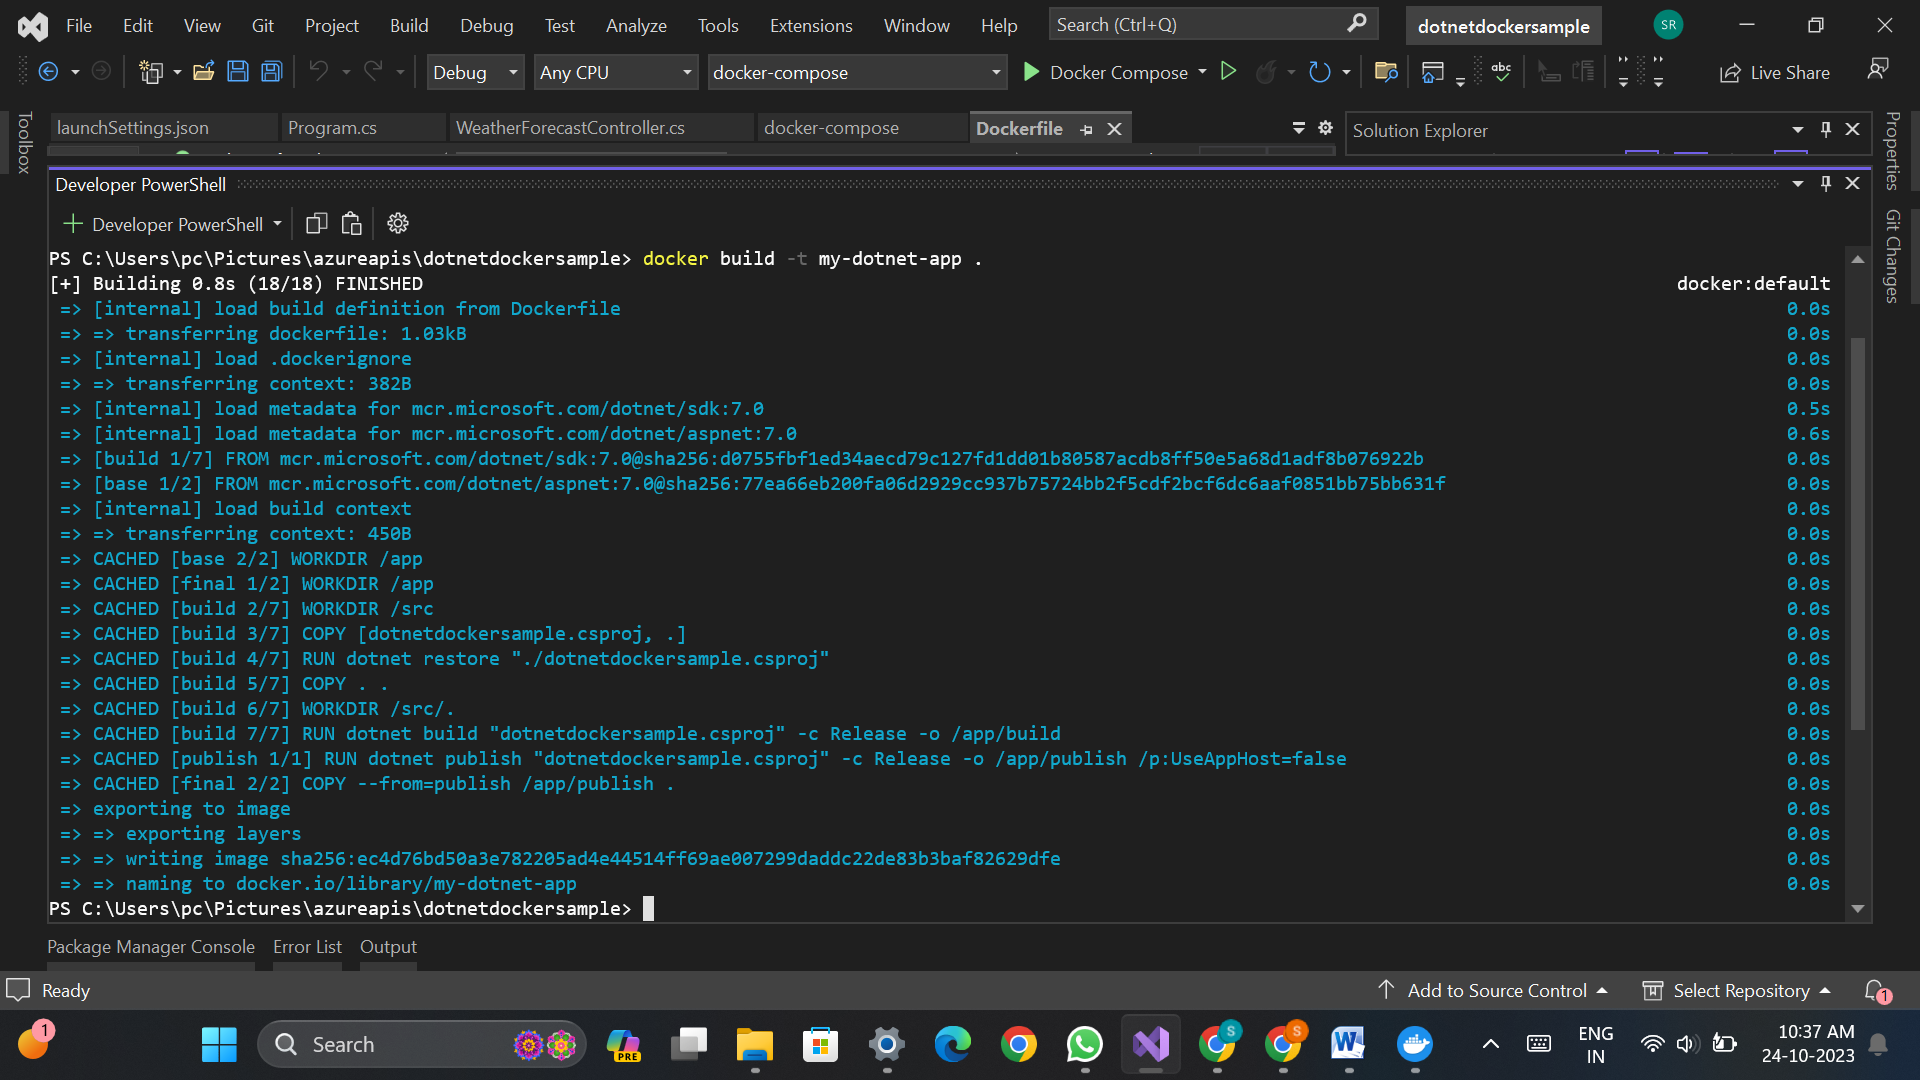 File Edit View Git Project Build Debug Test Analyze Tools Extensions Window Help Search (Ctrl+Q) dotnetdockersample SR
Debug Any CPU docker-compose Docker Compose abc Live Share
launchSettings.json Program.cs WeatherForecastController.cs docker-compose Dockerfile Solution Explorer
Toolbox
Properties
Git Changes
Developer PowerShell
Developer PowerShell
PS C:\Users\pc\Pictures\azureapis\dotnetdockersample> docker build -t my-dotnet-app .
[+] Building 0.8s (18/18) FINISHED docker:default
=> [internal] load build definition from Dockerfile 0.0s
=> => transferring dockerfile: 1.03kB 0.0s
=> [internal] load .dockerignore 0.0s
=> => transferring context: 382B 0.0s
=> [internal] load metadata for mcr.microsoft.com/dotnet/sdk:7.0 0.5s
=> [internal] load metadata for mcr.microsoft.com/dotnet/aspnet:7.0 0.6s
=> [build 1/7] FROM mcr.microsoft.com/dotnet/sdk:7.0@sha256:d0755fbf1ed34aecd79c127fd1dd01b80587acdb8ff50e5a68d1adf8b076922b 0.0s
=> [base 1/2] FROM mcr.microsoft.com/dotnet/aspnet:7.0@sha256:77ea66eb200fa06d2929cc937b75724bb2f5cdf2bcf6dc6aaf0851bb75bb631f 0.0s
=> [internal] load build context 0.0s
=> => transferring context: 450B 0.0s
=> CACHED [base 2/2] WORKDIR /app 0.0s
=> CACHED [final 1/2] WORKDIR /app 0.0s
=> CACHED [build 2/7] WORKDIR /src 0.0s
=> CACHED [build 3/7] COPY [dotnetdockersample.csproj, .] 0.0s
=> CACHED [build 4/7] RUN dotnet restore "./dotnetdockersample.csproj" 0.0s
=> CACHED [build 5/7] COPY . . 0.0s
=> CACHED [build 6/7] WORKDIR /src/. 0.0s
=> CACHED [build 7/7] RUN dotnet build "dotnetdockersample.csproj" -c Release -o /app/build 0.0s
=> CACHED [publish 1/1] RUN dotnet publish "dotnetdockersample.csproj" -c Release -o /app/publish /p:UseAppHost=false 0.0s
=> CACHED [final 2/2] COPY --from=publish /app/publish . 0.0s
=> exporting to image 0.0s
=> => exporting layers 0.0s
=> => writing image sha256:ec4d76bd50a3e782205ad4e44514ff69ae007299daddc22de83b3baf82629dfe 0.0s
=> => naming to docker.io/library/my-dotnet-app 0.0s
PS C:\Users\pc\Pictures\azureapis\dotnetdockersample>
Package Manager Console Error List Output
Ready Add to Source Control Select Repository 1
1 Search PRE S S W ENG IN 10:37 AM
24-10-2023